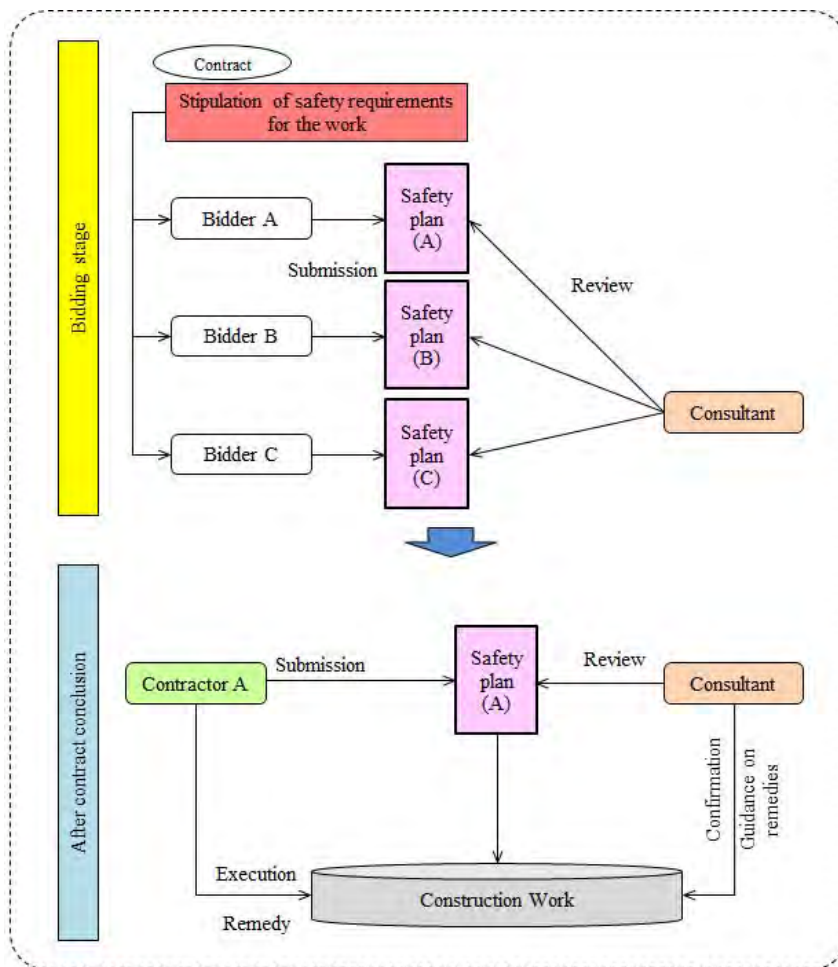 Contract
Stipulation of safety requirements
for the work
Bidding stage
Bidder A
Safety
plan
(A)
Submission
Review
Bidder B
Safety
plan
(B)
Consultant
Bidder C
Safety
plan
(C)
After contract conclusion
Contractor A
Submission
Safety
plan
(A)
Review
Consultant
Confirmation
Guidance on
remedies
Execution
Remedy
Construction Work